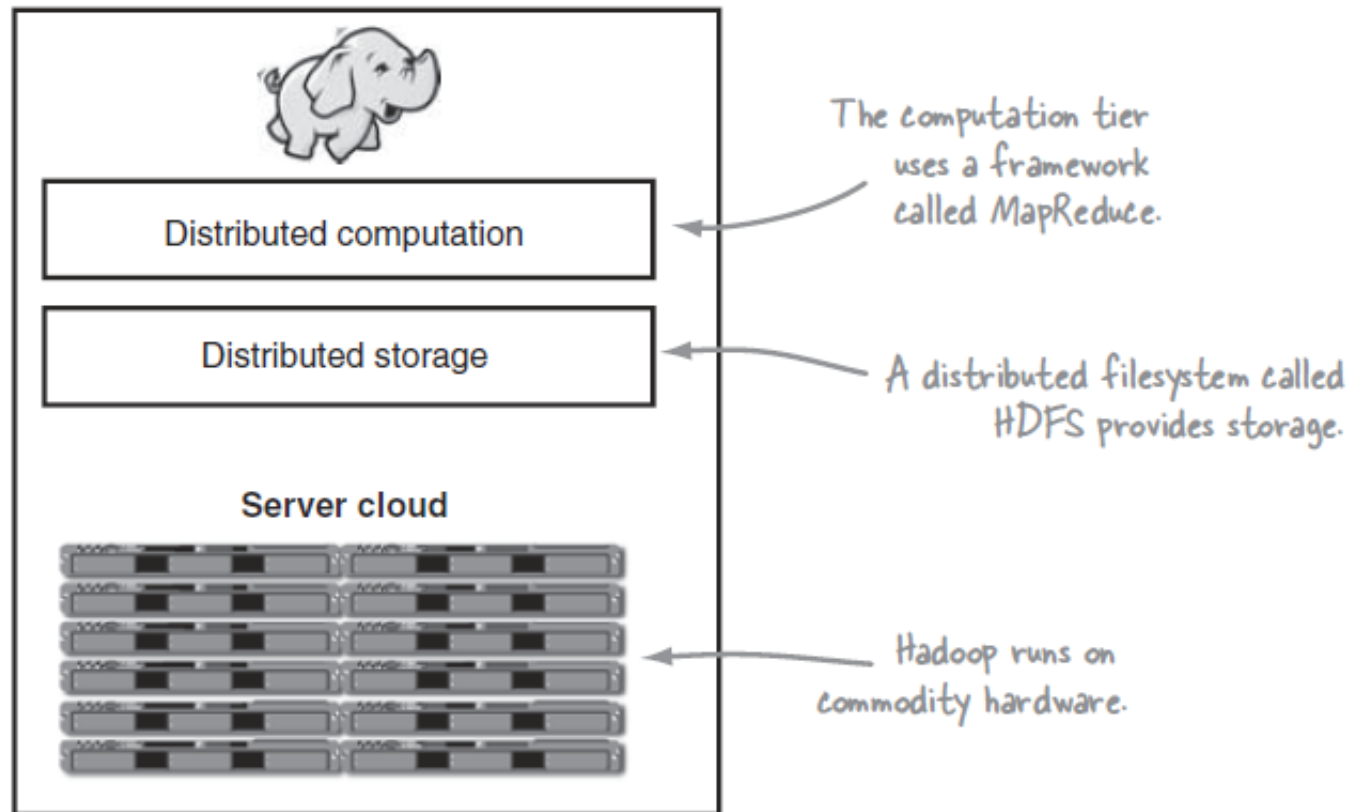 The computation tier
uses a framework
called MapReduce.
Distributed computation
Distributed storage
A distributed filesystem called
HDFS provides storage.
Server cloud
Hadoop runs on
commodity hardware.